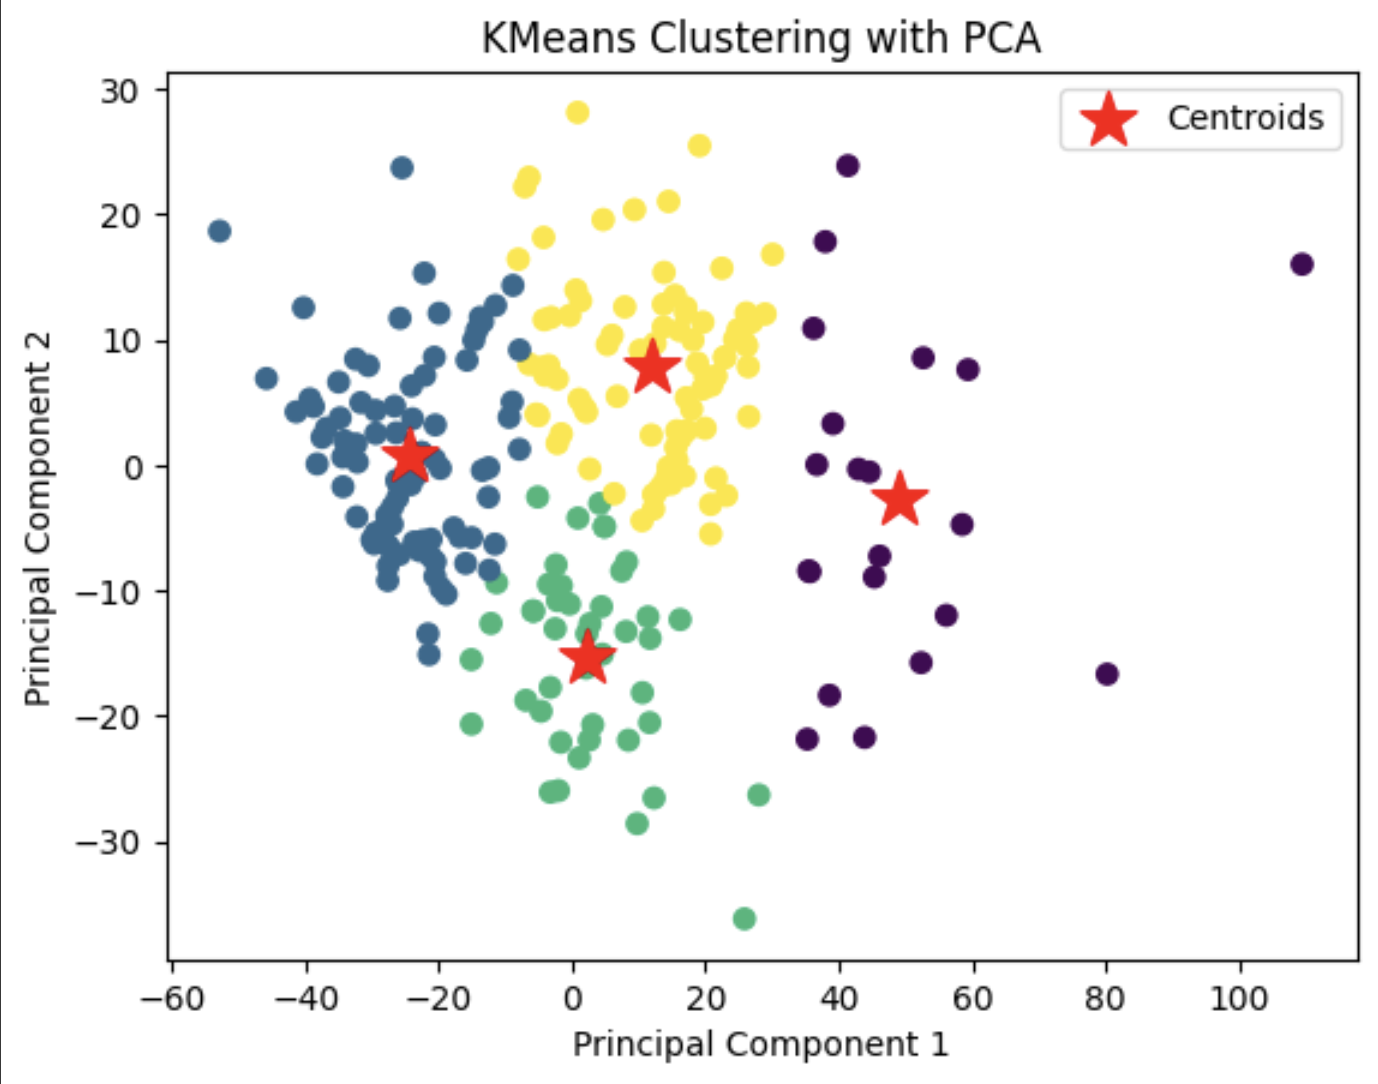 KMeans Clustering with PCA
Centroids
30
20
10
0
−10
−20
−30
Principal Component 2
−60 −40 −20 0 20 40 60 80 100
Principal Component 1